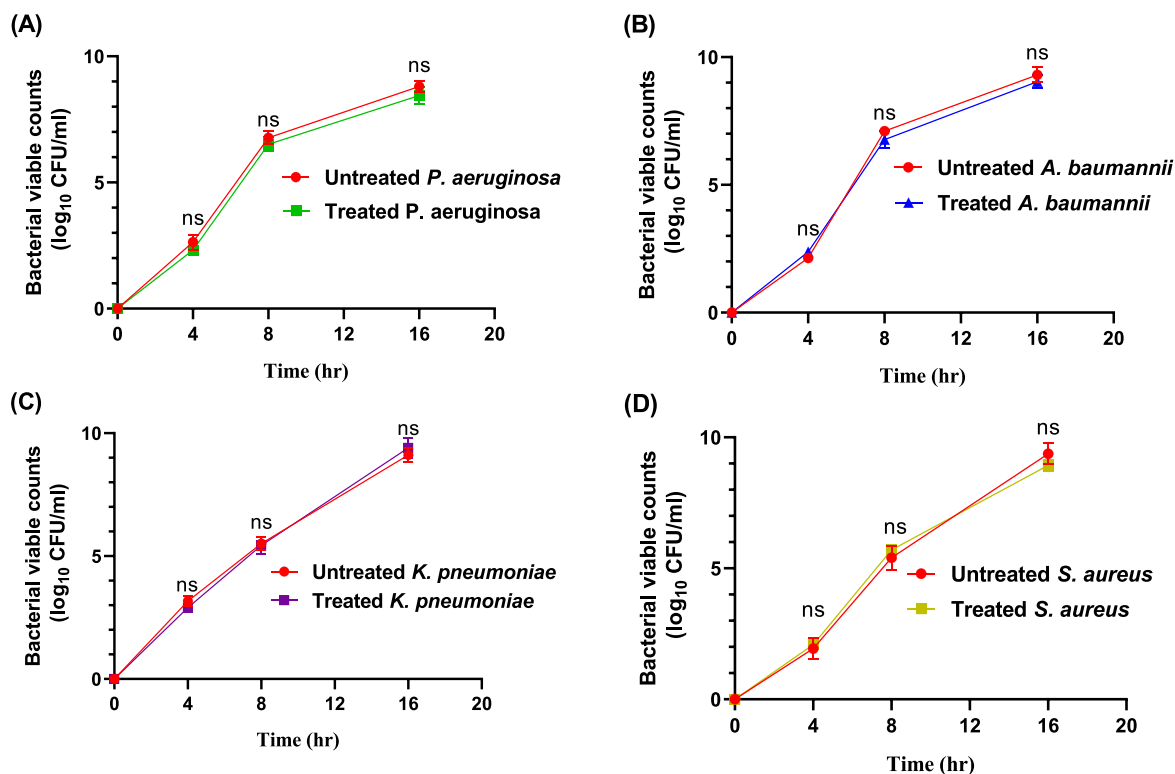 (A)
Bacterial viable counts
(log₁₀ CFU/ml)
10
5
0
ns
ns
ns
Untreated P. aeruginosa
Treated P. aeruginosa
0 4 8 12 16 20
Time (hr)
(B)
Bacterial viable counts
(log₁₀ CFU/ml)
10
5
0
ns
ns
ns
Untreated A. baumannii
Treated A. baumannii
0 4 8 12 16 20
Time (hr)
(C)
Bacterial viable counts
(log₁₀ CFU/ml)
10
5
0
ns
ns
ns
Untreated K. pneumoniae
Treated K. pneumoniae
0 4 8 12 16 20
Time (hr)
(D)
Bacterial viable counts
(log₁₀ CFU/ml)
10
5
0
ns
ns
ns
Untreated S. aureus
Treated S. aureus
0 4 8 12 16 20
Time (hr)